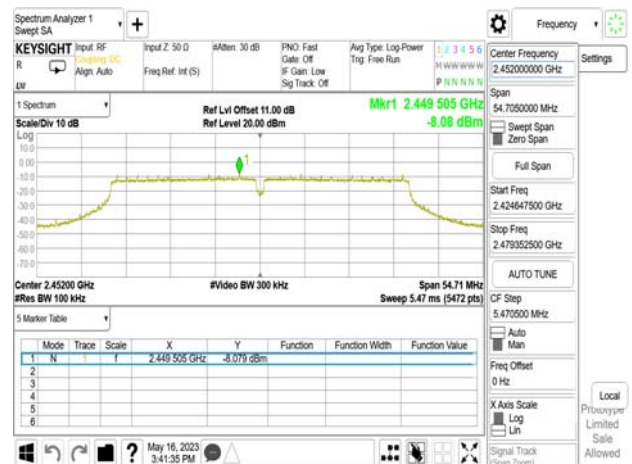 Spectrum Analyzer 1
Swept SA
Frequency
KEYSIGHT
R
LV
Input: RF
Coupling: DC
Align: Auto
Input Z: 50 Ω
Freq Ref: Int (S)
#Atten: 30 dB
PNO: Fast
Gate: Off
IF Gain: Low
Sig Track: Off
Avg Type: Log-Power
Trig: Free Run
1 2 3 4 5 6
M W W W W W
P N N N N N
1 Spectrum
Scale/Div 10 dB
Log
Ref Lvl Offset 11.00 dB
Ref Level 20.00 dBm
Mkr1 2.449 505 GHz
-8.08 dBm
10.0
0.00
-10.0
-20.0
-30.0
-40.0
-50.0
-60.0
-70.0
1
Center 2.45200 GHz
#Res BW 100 kHz
#Video BW 300 kHz
Span 54.71 MHz
Sweep 5.47 ms (5472 pts)
5 Marker Table
Mode Trace Scale X Y Function Function Width Function Value
1 N 1 f 2.449 505 GHz -8.079 dBm
2
3
4
5
6
May 16, 2023
3:41:35 PM
Center Frequency
2.452000000 GHz
Span
54.7050000 MHz
Swept Span
Zero Span
Full Span
Start Freq
2.424647500 GHz
Stop Freq
2.479352500 GHz
AUTO TUNE
CF Step
5.470500 MHz
Auto
Man
Freq Offset
0 Hz
X Axis Scale
Log
Lin
Signal Track
(Span Zoom)
Settings
Local
Prototype
Limited
Sale
Allowed